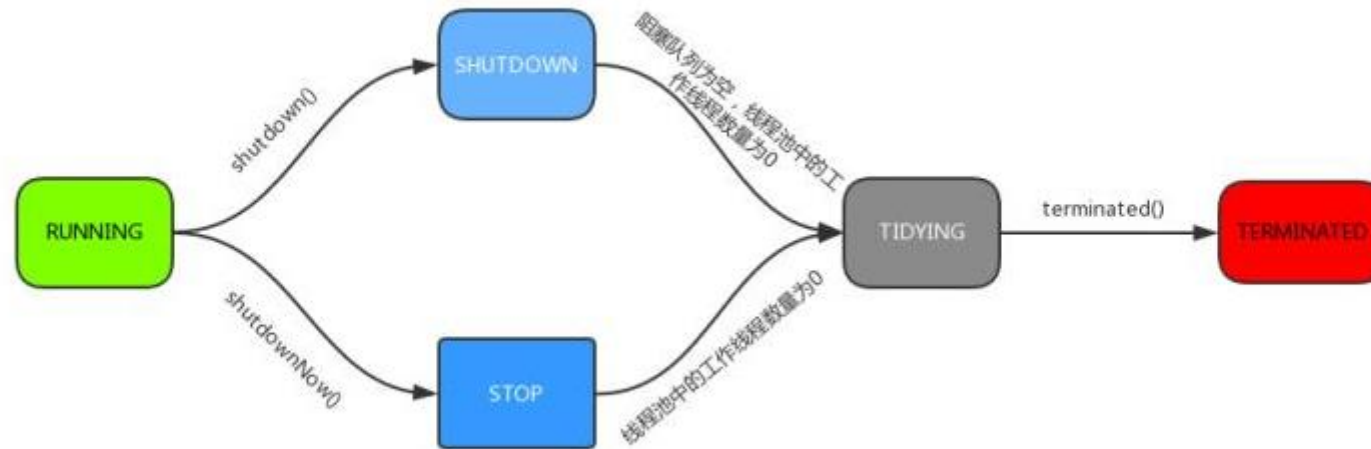 SHUTDOWN
阻塞队列为空，线程池中的工
作线程数量为0
shutdown()
RUNNING
TIDYING
terminated()
TERMINATED
shutdownNow()
STOP
线程池中的工作线程数量为0